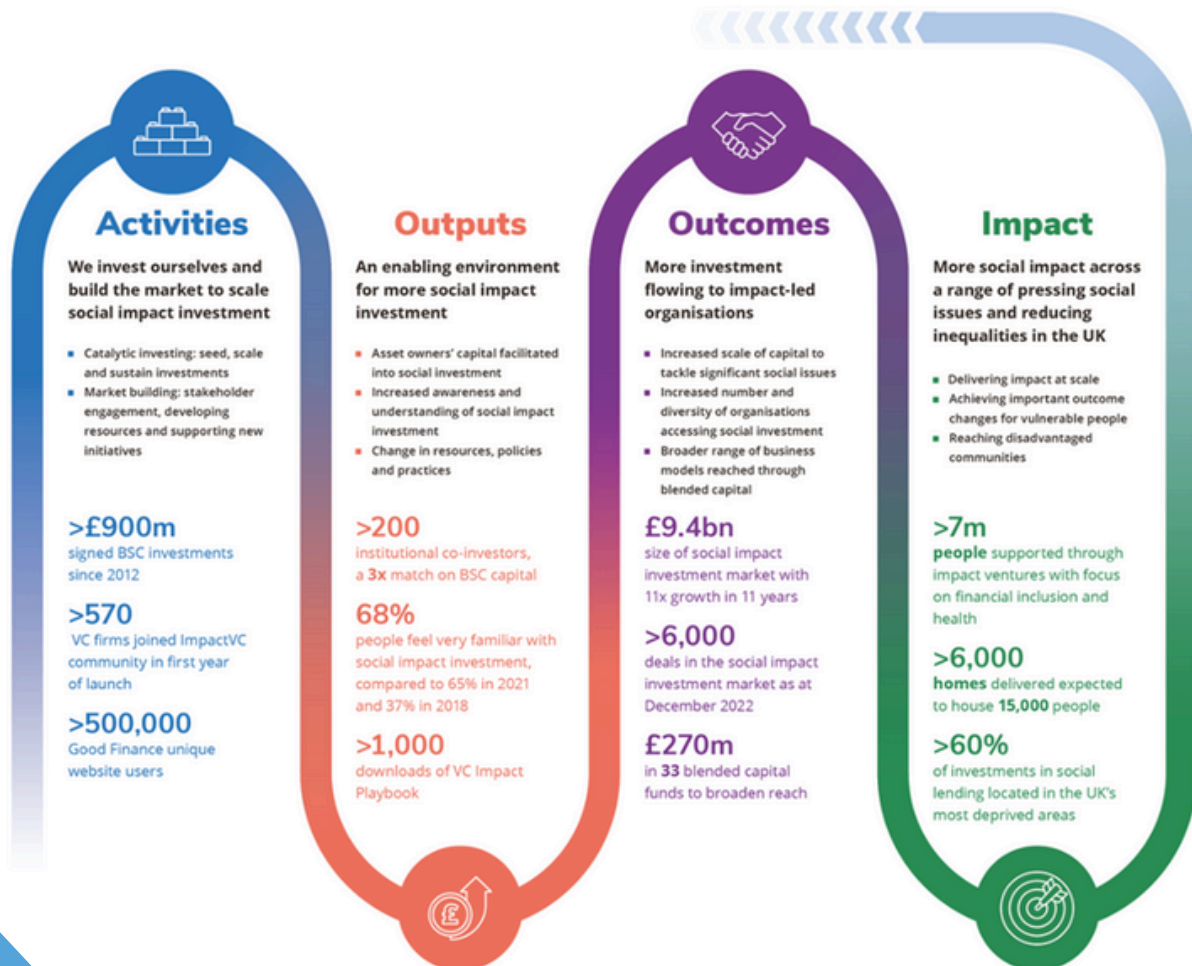 Activities
We invest ourselves and
build the market to scale
social impact investment
▪ Catalytic investing: seed, scale
and sustain investments
▪ Market building: stakeholder
engagement, developing
resources and supporting new
initiatives
>£900m
signed BSC investments
since 2012
>570
VC firms joined ImpactVC
community in first year
of launch
>500,000
Good Finance unique
website users
Outputs
An enabling environment
for more social impact
investment
▪ Asset owners' capital facilitated
into social investment
▪ Increased awareness and
understanding of social impact
investment
▪ Change in resources, policies
and practices
>200
institutional co-investors,
a 3x match on BSC capital
68%
people feel very familiar with
social impact investment,
compared to 65% in 2021
and 37% in 2018
>1,000
downloads of VC Impact
Playbook
£
Outcomes
More investment
flowing to impact-led
organisations
▪ Increased scale of capital to
tackle significant social issues
▪ Increased number and
diversity of organisations
accessing social investment
▪ Broader range of business
models reached through
blended capital
£9.4bn
size of social impact
investment market with
11x growth in 11 years
>6,000
deals in the social impact
investment market as at
December 2022
£270m
in 33 blended capital
funds to broaden reach
Impact
More social impact across
a range of pressing social
issues and reducing
inequalities in the UK
▪ Delivering impact at scale
▪ Achieving important outcome
changes for vulnerable people
▪ Reaching disadvantaged
communities
>7m
people supported through
impact ventures with focus
on financial inclusion and
health
>6,000
homes delivered expected
to house 15,000 people
>60%
of investments in social
lending located in the UK's
most deprived areas